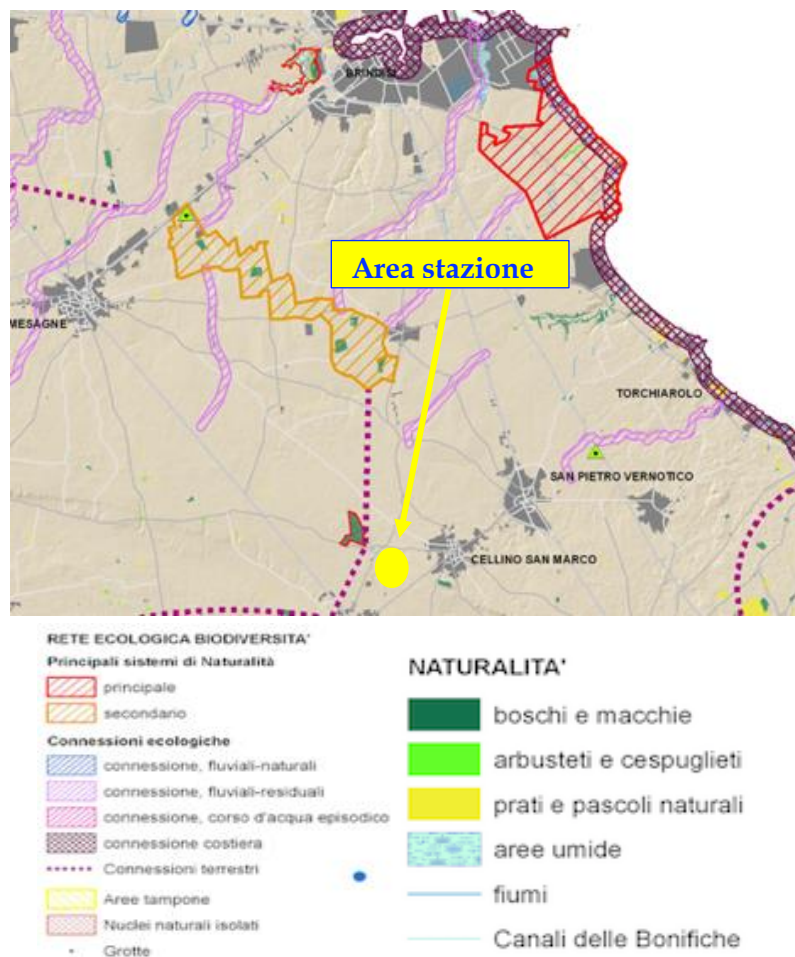 BRINDISI
Area stazione
MESAGNE
TORCHIAROLO
SAN PIETRO VERNOTICO
CELLINO SAN MARCO
RETE ECOLOGICA BIODIVERSITA'
Principali sistemi di Naturalità
principale
secondario
Connessioni ecologiche
connessione, fluviali-naturali
connessione, fluviali-residuali
connessione, corso d'acqua episodico
connessione costiera
Connessioni terrestri
Aree tampone
Nuclei naturali isolati
Grotte
NATURALITA'
boschi e macchie
arbusteti e cespuglieti
prati e pascoli naturali
aree umide
fiumi
Canali delle Bonifiche